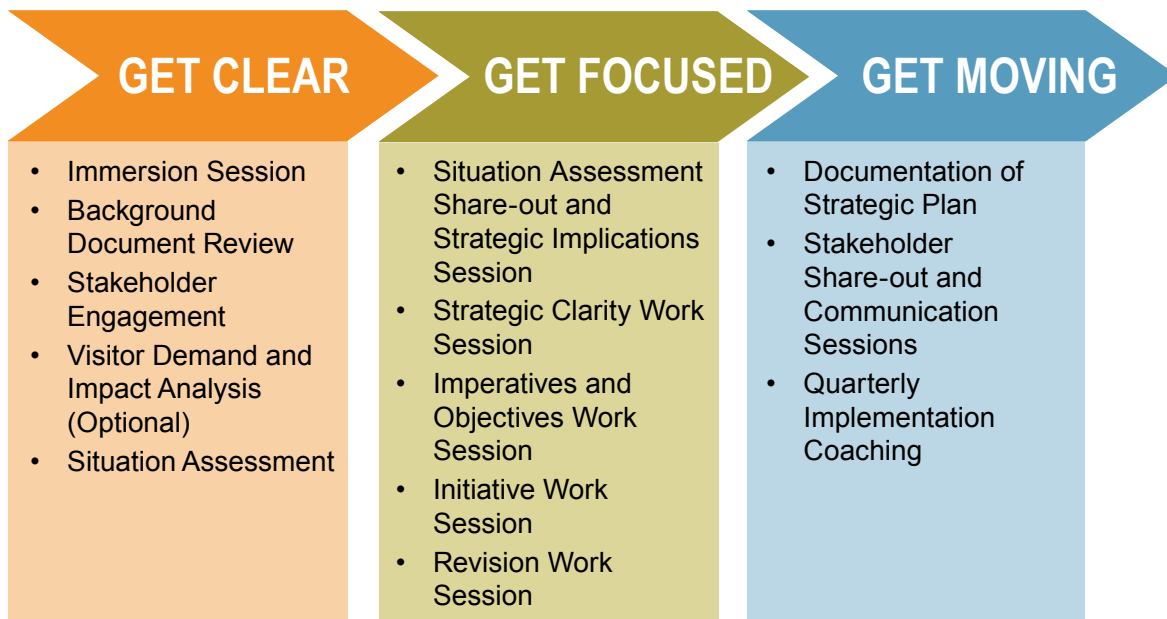 GET CLEAR
• Immersion Session
• Background
Document Review
• Stakeholder
Engagement
• Visitor Demand and
Impact Analysis
(Optional)
• Situation Assessment
GET FOCUSED
• Situation Assessment
Share-out and
Strategic Implications
Session
• Strategic Clarity Work
Session
• Imperatives and
Objectives Work
Session
• Initiative Work
Session
• Revision Work
Session
GET MOVING
• Documentation of
Strategic Plan
• Stakeholder
Share-out and
Communication
Sessions
• Quarterly
Implementation
Coaching